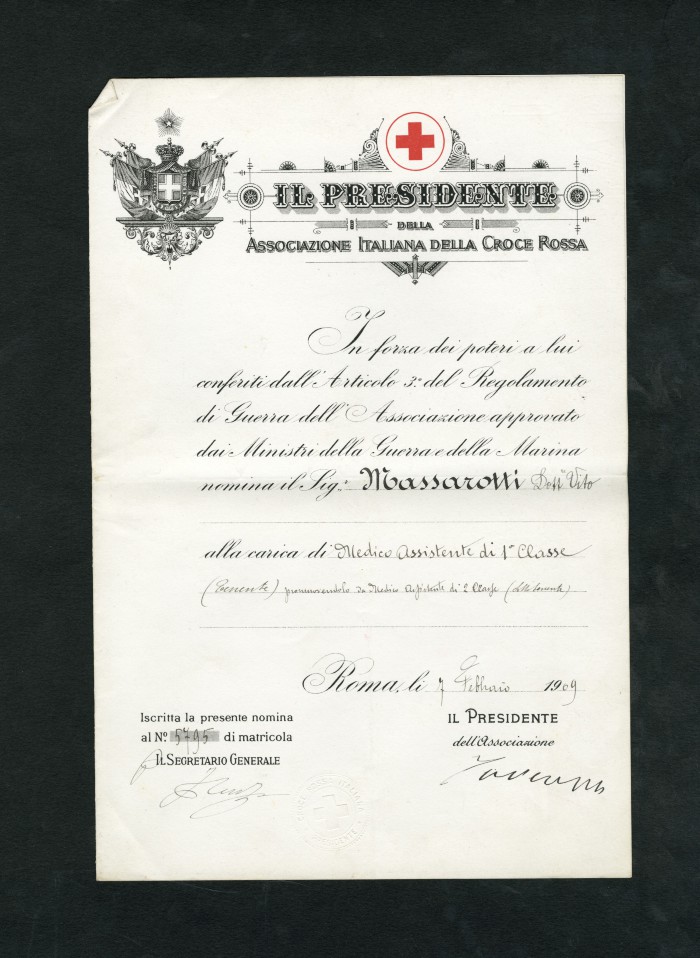 IL PRESIDENTE
DELLA
ASSOCIAZIONE ITALIANA DELLA CROCE ROSSA
In forza dei poteri a lui
conferiti dall'Articolo 3° del Regolamento
di Guerra dell'Associazione approvato
dai Ministri della Guerra e della Marina
nomina il Sig.r Massarotti Dott. Vito
alla carica di Medico Assistente di 1a Classe
(Tenente) promuovendolo da Medico Assistente di 2a Classe (Sottotenente)
Roma, li 7 Febbraio 1909
Iscritta la presente nomina
al No. 5795 di matricola
IL SEGRETARIO GENERALE
IL PRESIDENTE
dell'Associazione